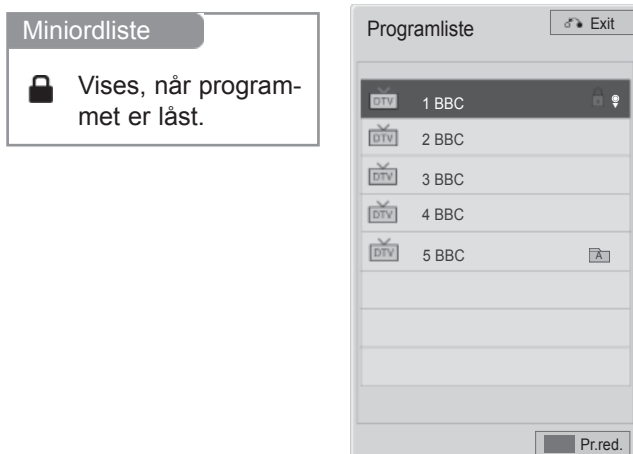 Miniordliste
Vises, når program-
met er låst.
Programliste
Exit
DTV 1 BBC
DTV 2 BBC
DTV 3 BBC
DTV 4 BBC
DTV 5 BBC A
Pr.red.